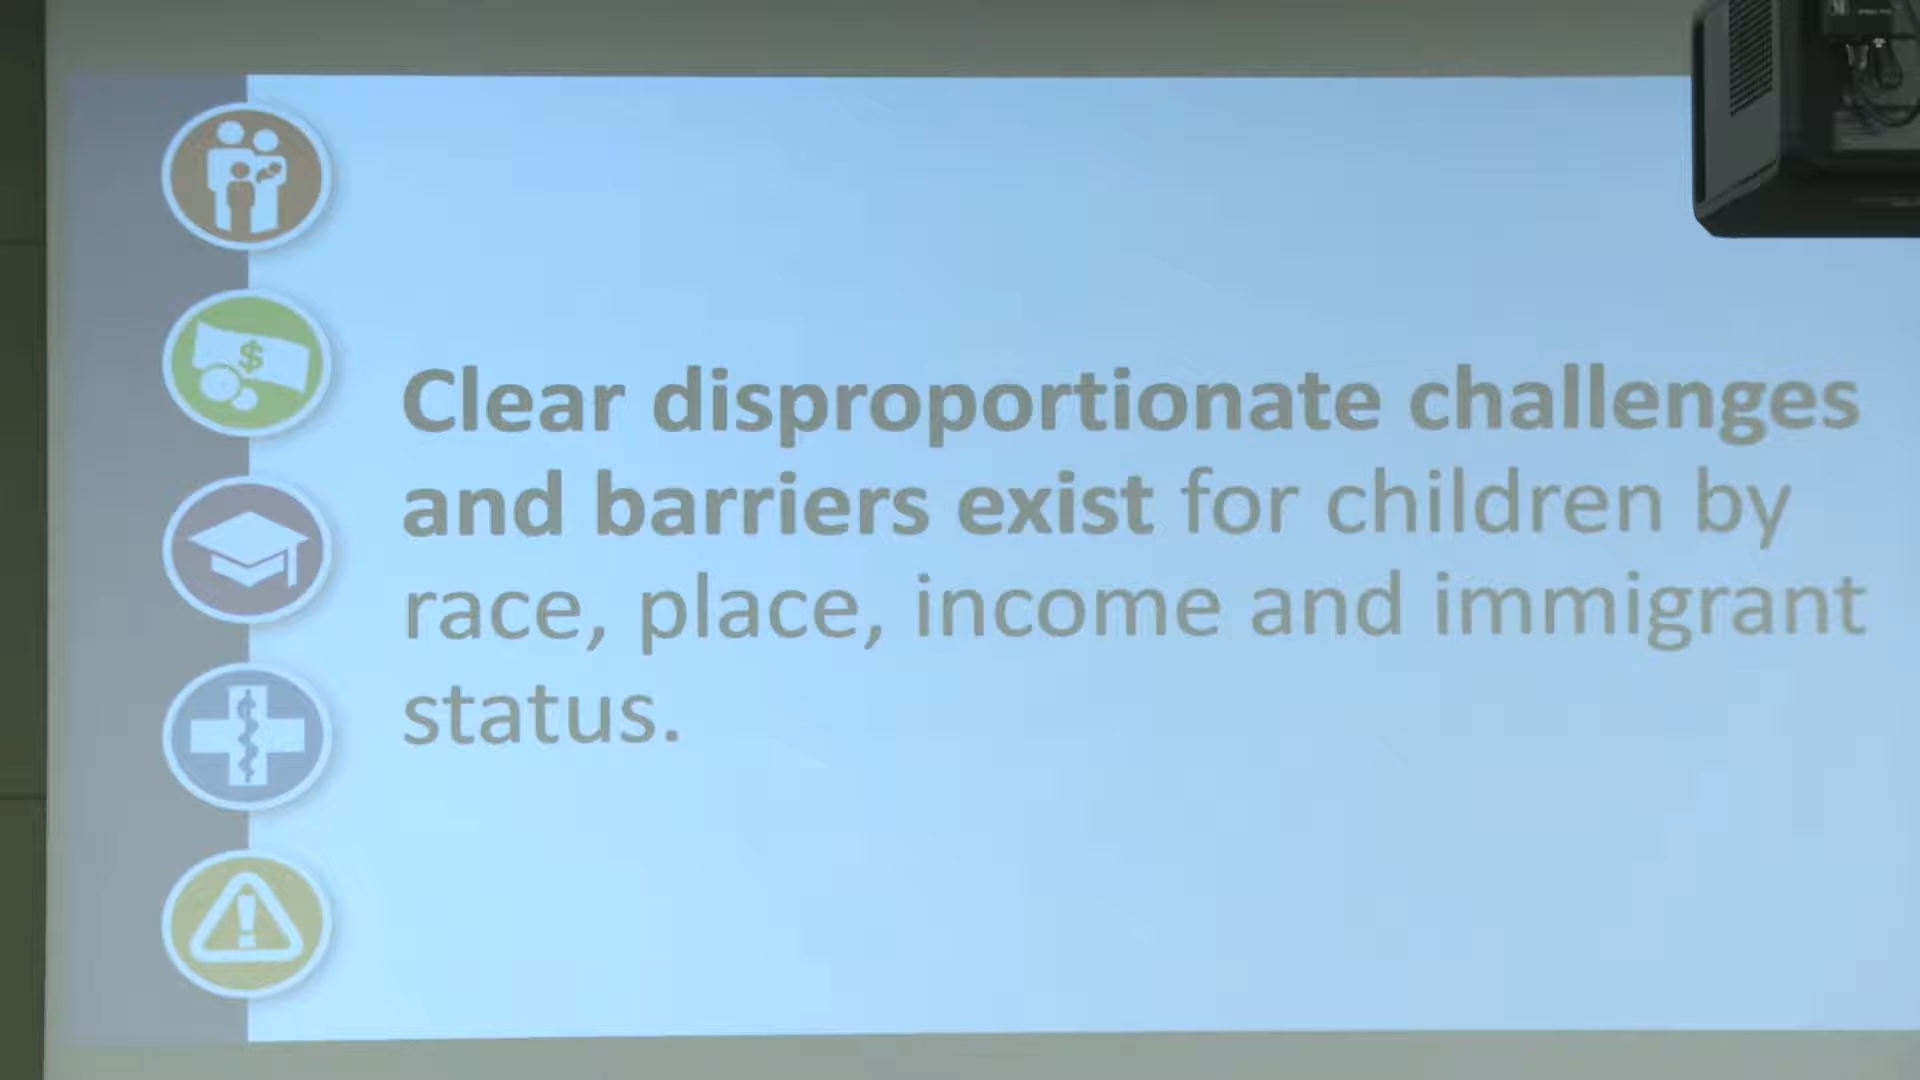 Clear disproportionate challenges
and barriers exist for children by
race, place, income and immigrant
status.
$